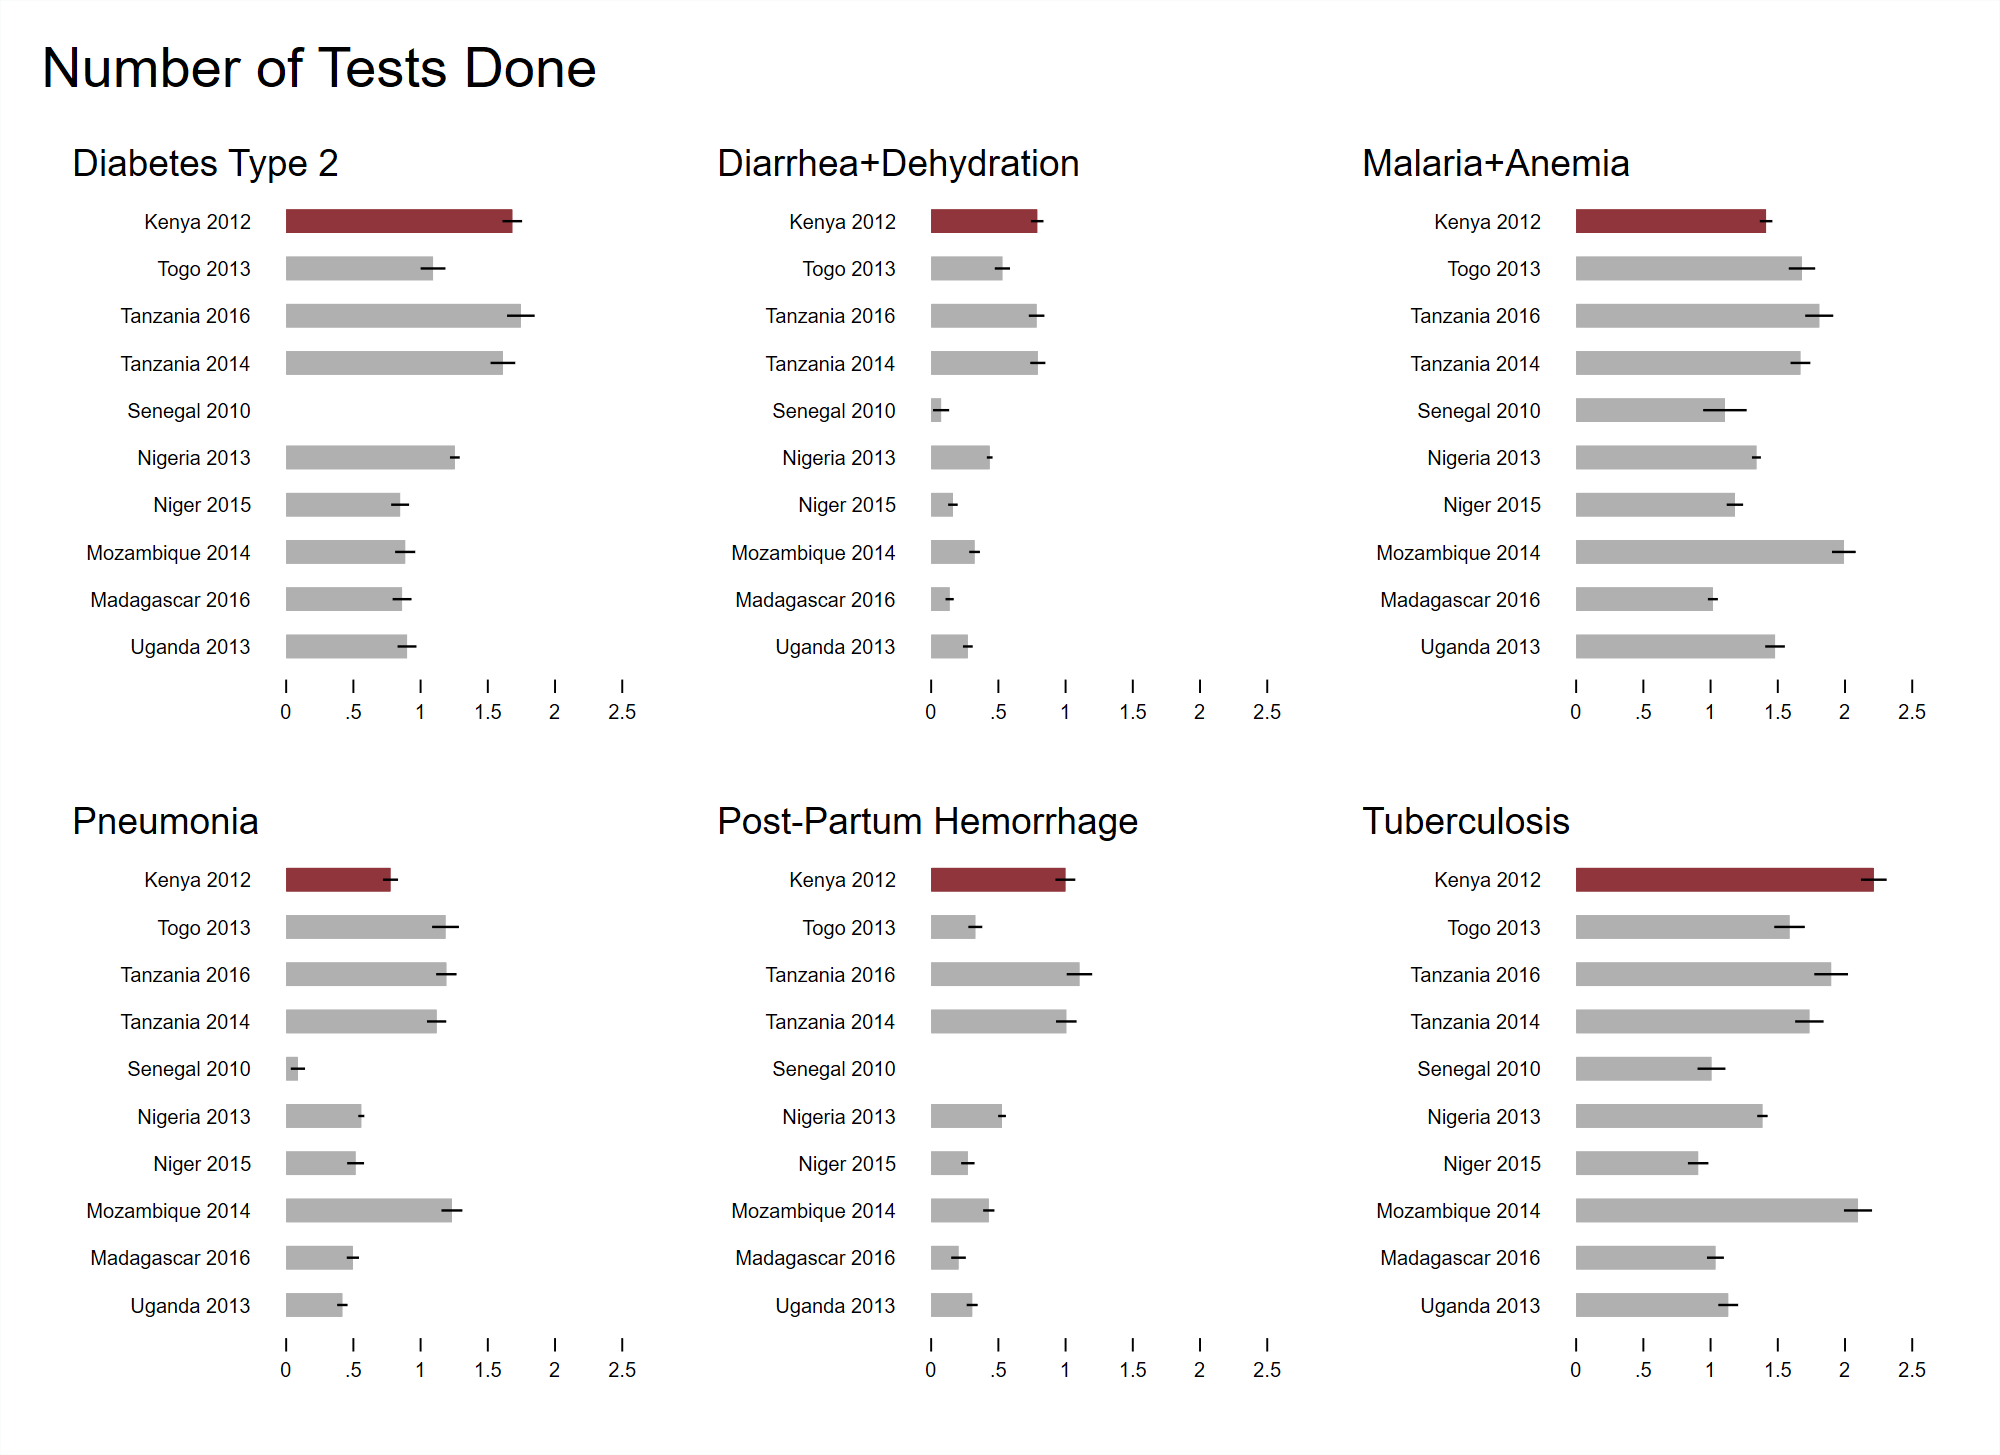 Number of Tests Done
Diabetes Type 2
Kenya 2012
Togo 2013
Tanzania 2016
Tanzania 2014
Senegal 2010
Nigeria 2013
Niger 2015
Mozambique 2014
Madagascar 2016
Uganda 2013
0 .5 1 1.5 2 2.5
Diarrhea+Dehydration
Kenya 2012
Togo 2013
Tanzania 2016
Tanzania 2014
Senegal 2010
Nigeria 2013
Niger 2015
Mozambique 2014
Madagascar 2016
Uganda 2013
0 .5 1 1.5 2 2.5
Malaria+Anemia
Kenya 2012
Togo 2013
Tanzania 2016
Tanzania 2014
Senegal 2010
Nigeria 2013
Niger 2015
Mozambique 2014
Madagascar 2016
Uganda 2013
0 .5 1 1.5 2 2.5
Pneumonia
Kenya 2012
Togo 2013
Tanzania 2016
Tanzania 2014
Senegal 2010
Nigeria 2013
Niger 2015
Mozambique 2014
Madagascar 2016
Uganda 2013
0 .5 1 1.5 2 2.5
Post-Partum Hemorrhage
Kenya 2012
Togo 2013
Tanzania 2016
Tanzania 2014
Senegal 2010
Nigeria 2013
Niger 2015
Mozambique 2014
Madagascar 2016
Uganda 2013
0 .5 1 1.5 2 2.5
Tuberculosis
Kenya 2012
Togo 2013
Tanzania 2016
Tanzania 2014
Senegal 2010
Nigeria 2013
Niger 2015
Mozambique 2014
Madagascar 2016
Uganda 2013
0 .5 1 1.5 2 2.5